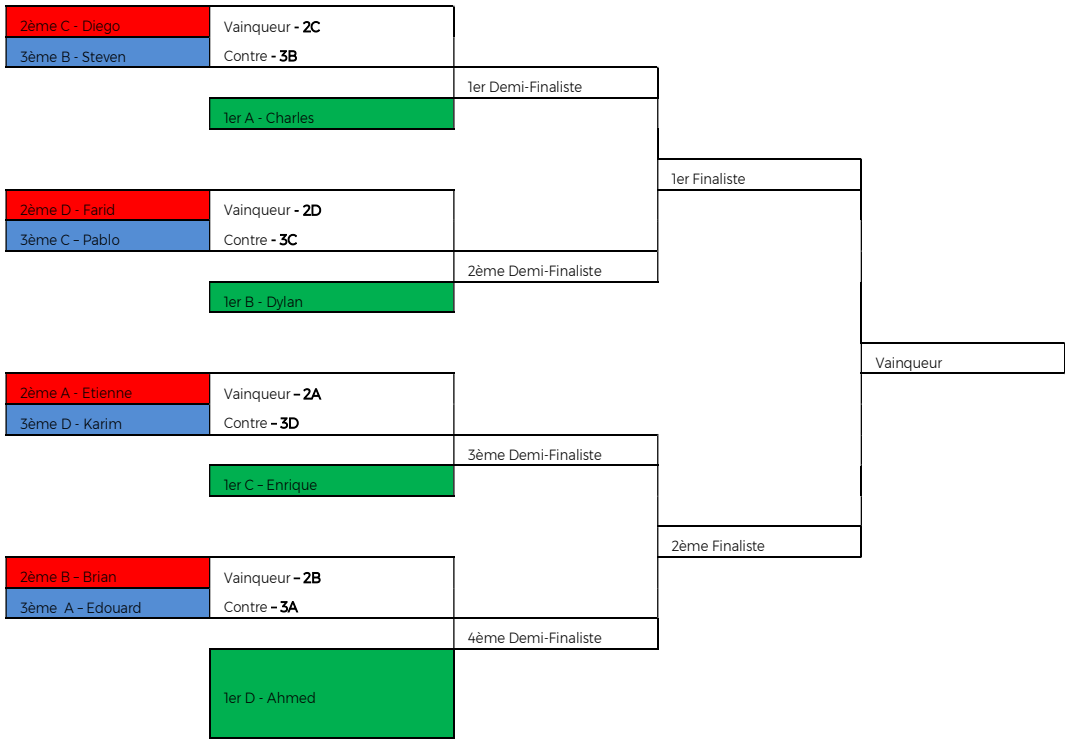 2ème C - Diego
Vainqueur - 2C
3ème B - Steven
Contre - 3B
1er Demi-Finaliste
1er A - Charles
1er Finaliste
2ème D - Farid
Vainqueur - 2D
3ème C – Pablo
Contre - 3C
2ème Demi-Finaliste
1er B - Dylan
Vainqueur
2ème A - Etienne
Vainqueur – 2A
3ème D - Karim
Contre – 3D
3ème Demi-Finaliste
1er C – Enrique
2ème Finaliste
2ème B – Brian
Vainqueur – 2B
3ème  A – Edouard
Contre – 3A
4ème Demi-Finaliste
1er D - Ahmed